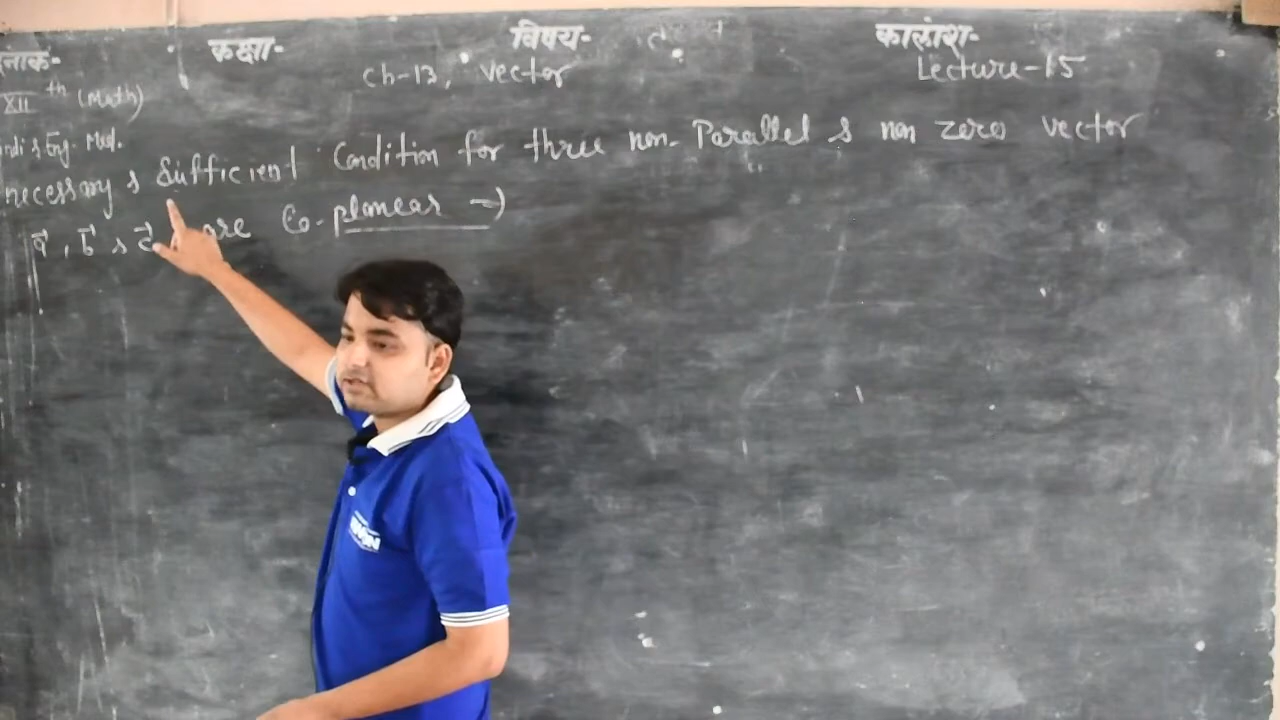 नाक- कक्षा- विषय- कालांश-
Ch-13, Vector Lecture-15
XII th (Math)
ndi & Eng. Med.
necessary & Sufficient Condition for three non-Parallel & non zero vector
a⃗, b⃗ & c⃗ are Co-planear →